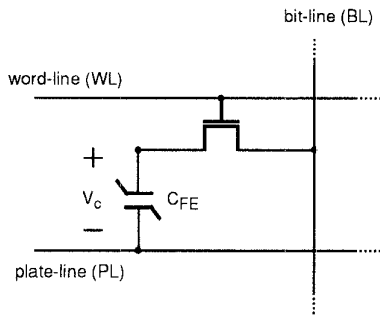 bit-line (BL)
word-line (WL)
+
V_c C_FE
−
plate-line (PL)